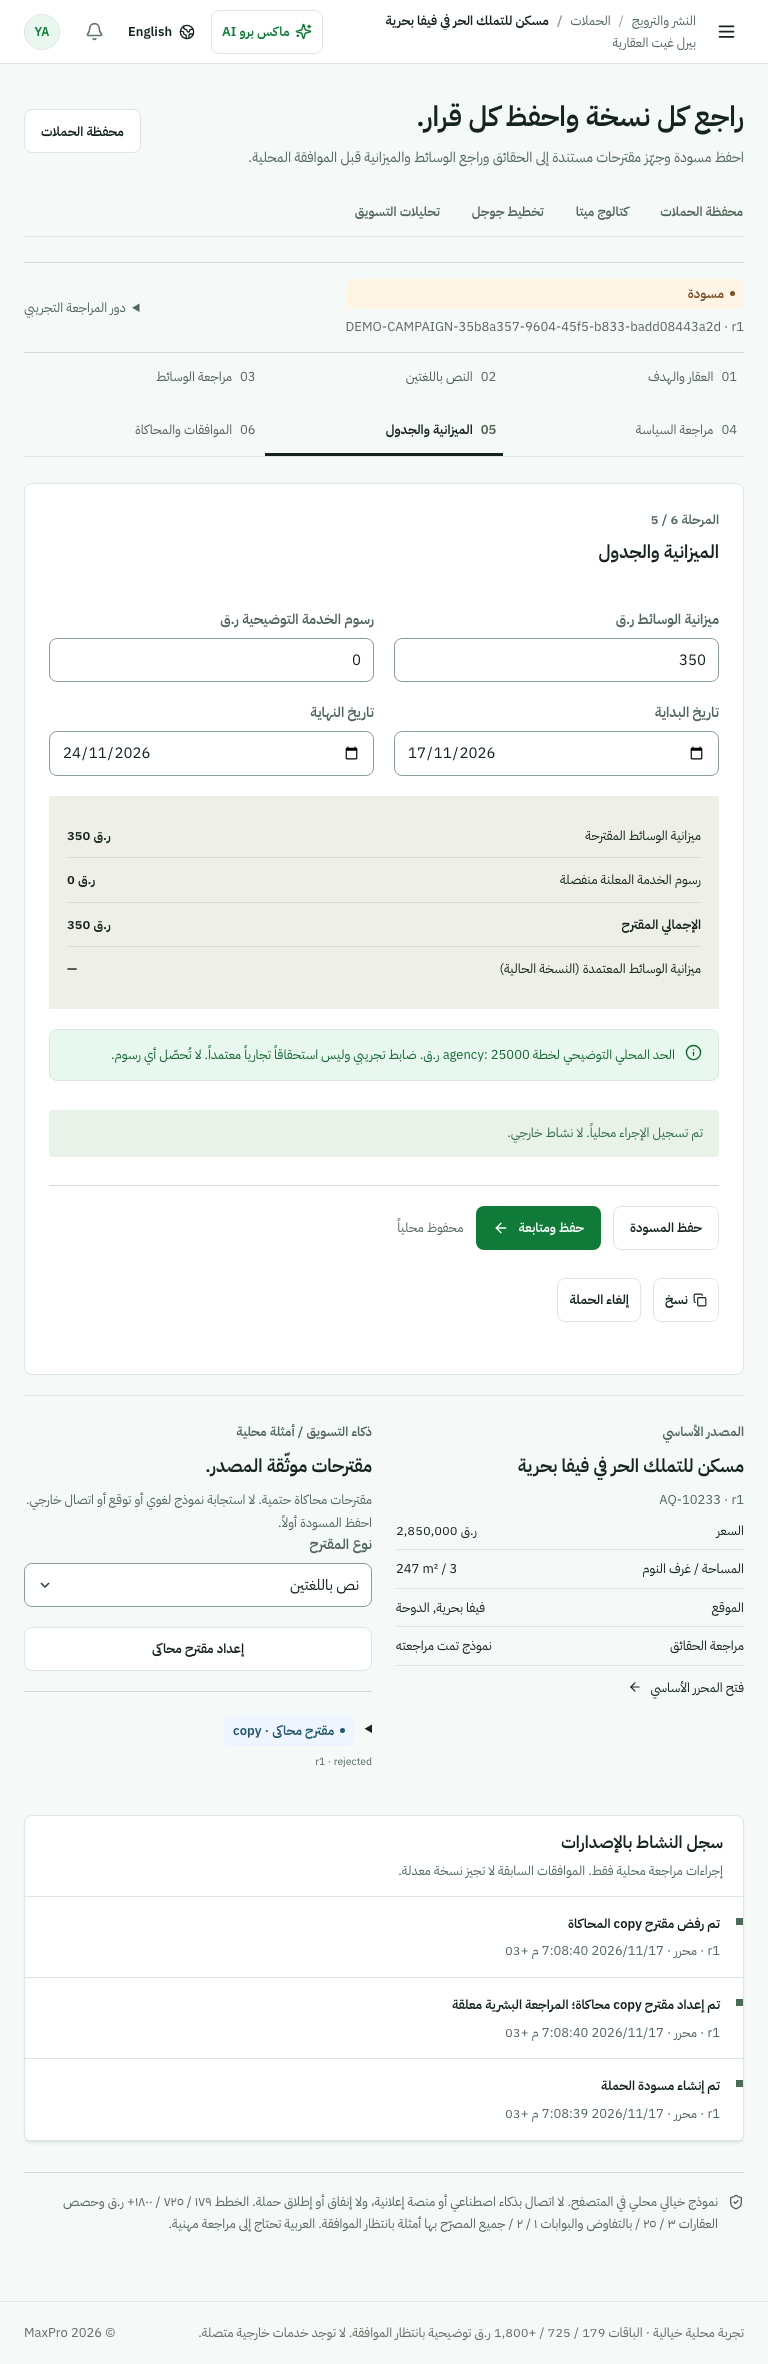 النشر والترويج / الحملات / مسكن للتملك الحر في فيفا بحرية
بيرل غيت العقارية
ماكس برو AI
English
YA
راجع كل نسخة واحفظ كل قرار.
احفظ مسودة وجهّز مقترحات مستندة إلى الحقائق وراجع الوسائط والميزانية قبل الموافقة المحلية.
محفظة الحملات
محفظة الحملات
كتالوج ميتا
تخطيط جوجل
تحليلات التسويق
مسودة
DEMO-CAMPAIGN-35b8a357-9604-45f5-b833-badd08443a2d · r1
دور المراجعة التجريبي
01 العقار والهدف
02 النص باللغتين
03 مراجعة الوسائط
04 مراجعة السياسة
05 الميزانية والجدول
06 الموافقات والمحاكاة
المرحلة 6 / 5
الميزانية والجدول
ميزانية الوسائط ر.ق
رسوم الخدمة التوضيحية ر.ق
350
0
تاريخ البداية
تاريخ النهاية
17/11/2026
24/11/2026
ميزانية الوسائط المقترحة
ر.ق 350
رسوم الخدمة المعلنة منفصلة
ر.ق 0
الإجمالي المقترح
ر.ق 350
ميزانية الوسائط المعتمدة (النسخة الحالية)
—
الحد المحلي التوضيحي لخطة agency: 25000 ر.ق. ضابط تجريبي وليس استحقاقاً تجارياً معتمداً. لا تُحصّل أي رسوم.
تم تسجيل الإجراء محلياً. لا نشاط خارجي.
حفظ المسودة
حفظ ومتابعة
محفوظ محلياً
نسخ
إلغاء الحملة
المصدر الأساسي
مسكن للتملك الحر في فيفا بحرية
AQ-10233 · r1
السعر
ر.ق 2,850,000
المساحة / غرف النوم
247 m² / 3
الموقع
فيفا بحرية, الدوحة
مراجعة الحقائق
نموذج تمت مراجعته
فتح المحرر الأساسي
ذكاء التسويق / أمثلة محلية
مقترحات موثّقة المصدر.
مقترحات محاكاة حتمية. لا استجابة نموذج لغوي أو توقع أو اتصال خارجي.
احفظ المسودة أولاً.
نوع المقترح
نص باللغتين
إعداد مقترح محاكى
مقترح محاكى · copy
r1 · rejected
سجل النشاط بالإصدارات
إجراءات مراجعة محلية فقط. الموافقات السابقة لا تجيز نسخة معدلة.
تم رفض مقترح copy المحاكاة
r1 · محرر · 2026/11/17 7:08:40 م +03
تم إعداد مقترح copy محاكاة؛ المراجعة البشرية معلقة
r1 · محرر · 2026/11/17 7:08:40 م +03
تم إنشاء مسودة الحملة
r1 · محرر · 2026/11/17 7:08:39 م +03
نموذج خيالي محلي في المتصفح. لا اتصال بذكاء اصطناعي أو منصة إعلانية، ولا إنفاق أو إطلاق حملة. الخطط ١٧٩ / ٧٢٥ / ١٨٠٠+ ر.ق وحصص
العقارات ٣ / ٢٥ / بالتفاوض والبوابات ١ / ٢ / جميع المصرّح بها أمثلة بانتظار الموافقة. العربية تحتاج إلى مراجعة مهنية.
تجربة محلية خيالية · الباقات 179 / 725 / 1,800+ ر.ق توضيحية بانتظار الموافقة. لا توجد خدمات خارجية متصلة.
© 2026 MaxPro